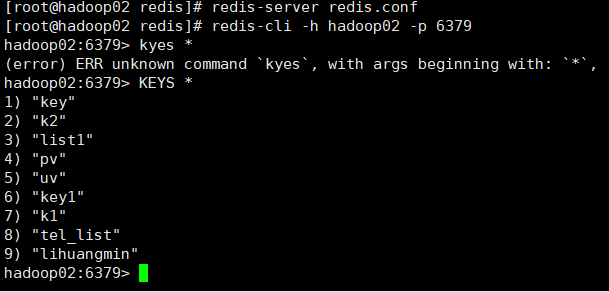 [root@hadoop02 redis]# redis-server redis.conf
[root@hadoop02 redis]# redis-cli -h hadoop02 -p 6379
hadoop02:6379> kyes *
(error) ERR unknown command `kyes`, with args beginning with: `*`,
hadoop02:6379> KEYS *
1) "key"
2) "k2"
3) "list1"
4) "pv"
5) "uv"
6) "key1"
7) "k1"
8) "tel_list"
9) "lihuangmin"
hadoop02:6379>